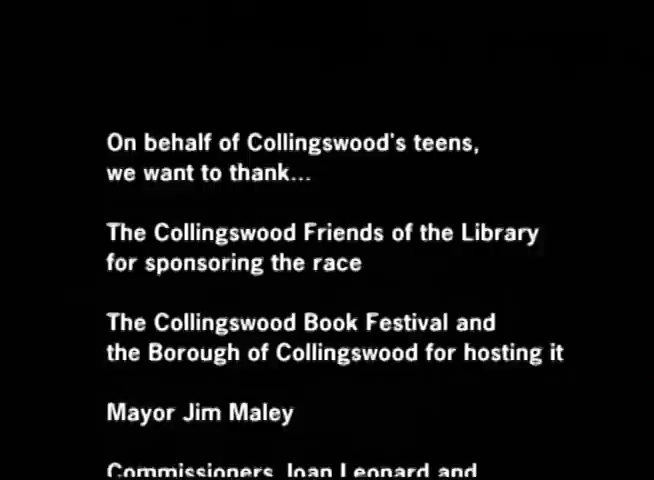 On behalf of Collingswood's teens,
we want to thank...
The Collingswood Friends of the Library
for sponsoring the race
The Collingswood Book Festival and
the Borough of Collingswood for hosting it
Mayor Jim Maley
Commissioners Joan Leonard and